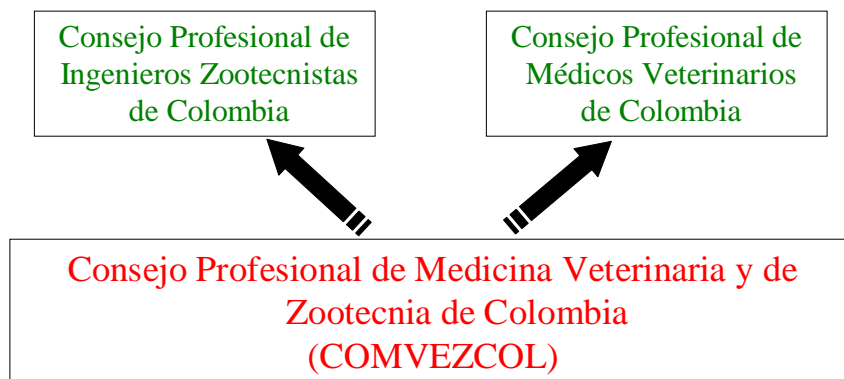 Consejo Profesional de
Ingenieros Zootecnistas
de Colombia
Consejo Profesional de
Médicos Veterinarios
de Colombia
Consejo Profesional de Medicina Veterinaria y de
Zootecnia de Colombia
(COMVEZCOL)